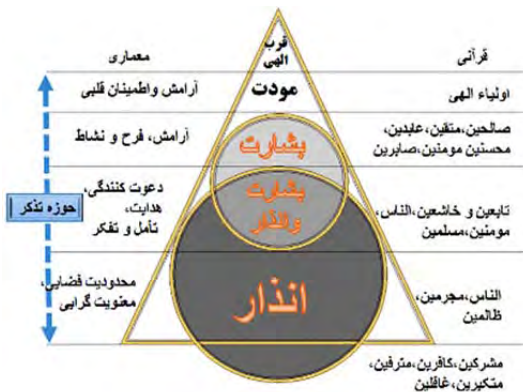 قرآنی
قرب
الهی
معماری
اولیاء الهی
مودت
آرامش واطمینان قلبی
صالحین، متقین، عابدین،
محسنین مومنین، صابرین
بشارت
آرامش، فرح و نشاط
تابعین و خاشعین، الناس،
مومنین، مسلمین
بشارت
وانذار
دعوت کنندگی،
هدایت،
تأمل و تفکر
حوزه تذکر
الناس، مجرمین،
ظالمین
انذار
محدودیت فضایی،
معنویت گرایی
مشرکین، کافرین، مترفین،
متکبرین، غافلین